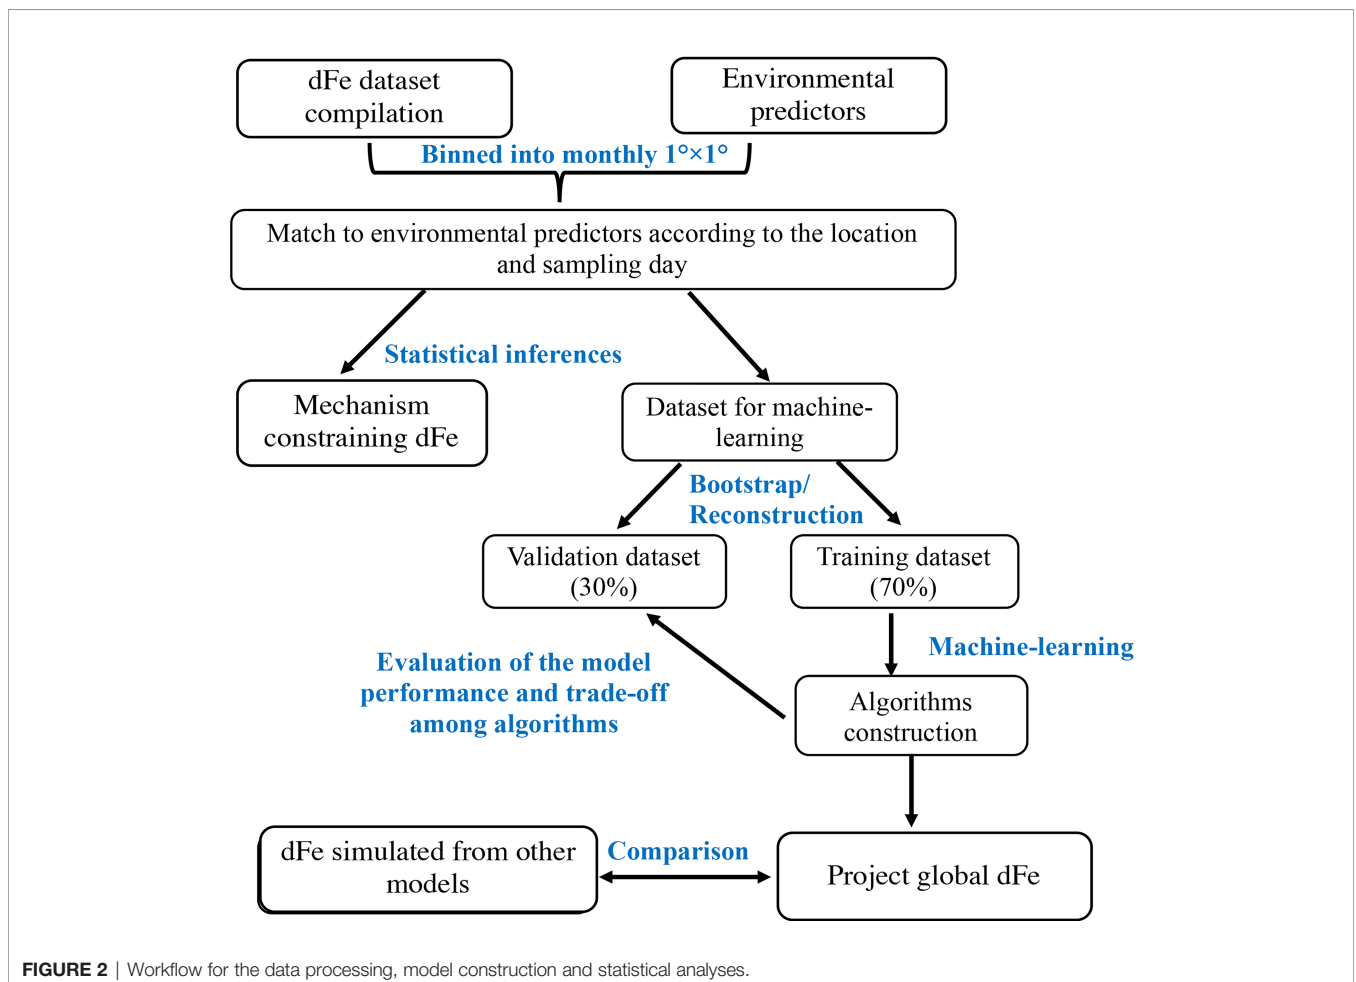 dFe dataset
compilation
Environmental
predictors
Binned into monthly 1°×1°
Match to environmental predictors according to the location
and sampling day
Statistical inferences
Mechanism
constraining dFe
Dataset for machine-
learning
Bootstrap/
Reconstruction
Validation dataset
(30%)
Training dataset
(70%)
Machine-learning
Evaluation of the model
performance and trade-off
among algorithms
Algorithms
construction
dFe simulated from other
models
Comparison
Project global dFe
FIGURE 2 | Workflow for the data processing, model construction and statistical analyses.